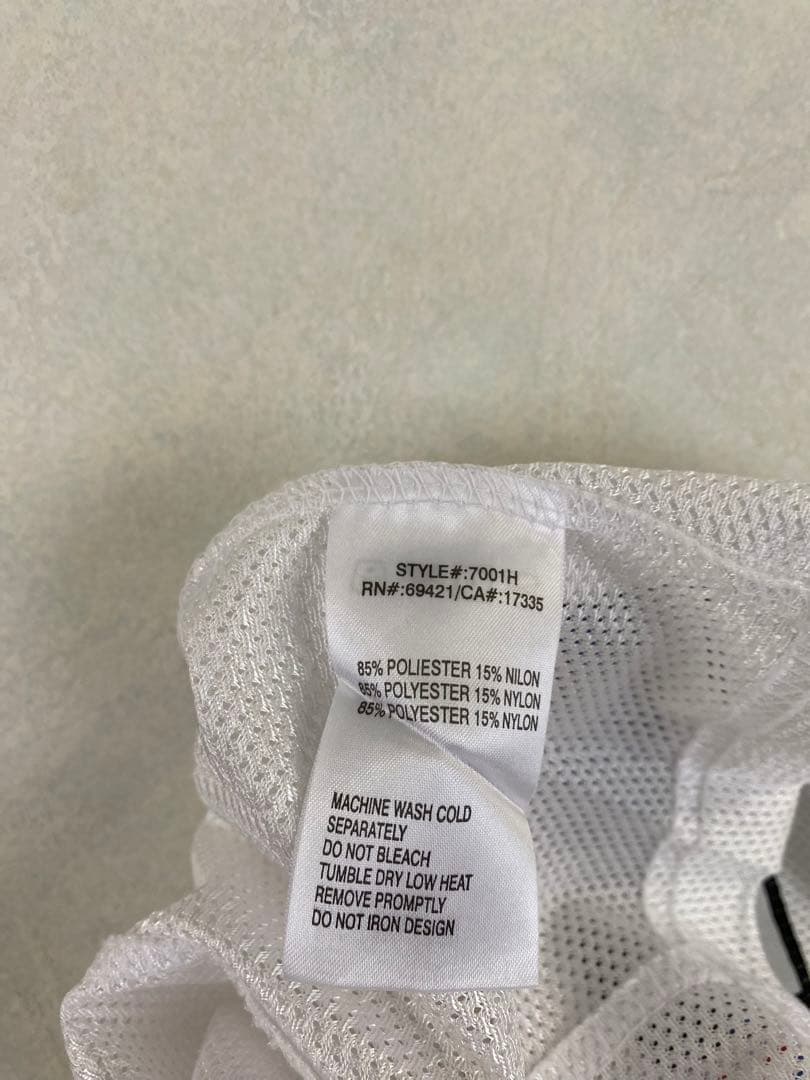 STYLE#:7001H
RN#:69421/CA#:17335
85% POLIESTER 15% NILON
85% POLYESTER 15% NYLON
85% POLYESTER 15% NYLON
MACHINE WASH COLD
SEPARATELY
DO NOT BLEACH
TUMBLE DRY LOW HEAT
REMOVE PROMPTLY
DO NOT IRON DESIGN